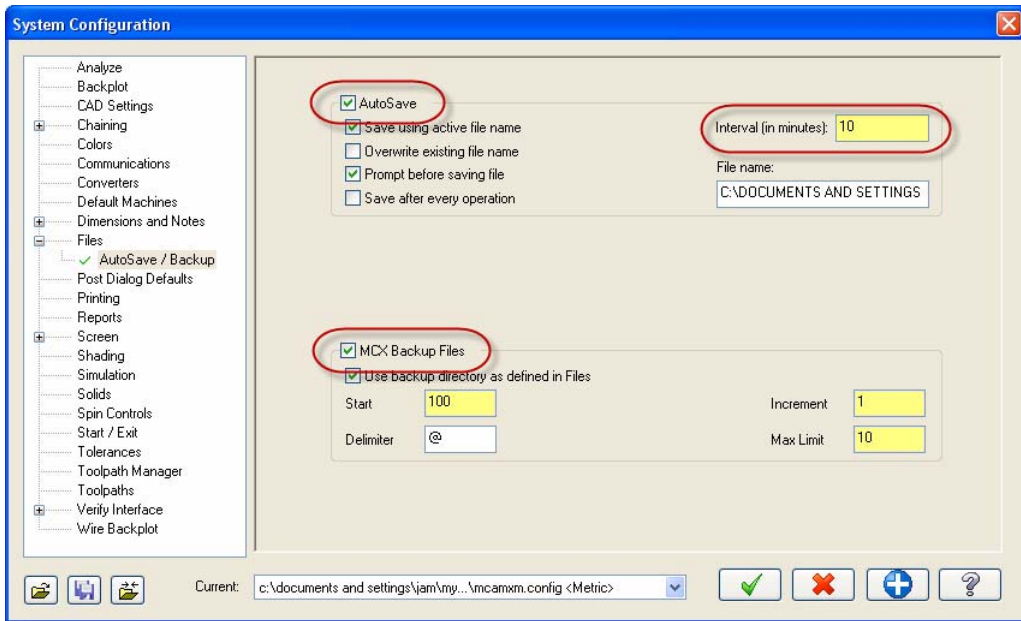 System Configuration
Analyze
Backplot
CAD Settings
Chaining
Colors
Communications
Converters
Default Machines
Dimensions and Notes
Files
AutoSave / Backup
Post Dialog Defaults
Printing
Reports
Screen
Shading
Simulation
Solids
Spin Controls
Start / Exit
Tolerances
Toolpath Manager
Toolpaths
Verify Interface
Wire Backplot
AutoSave
Save using active file name
Overwrite existing file name
Prompt before saving file
Save after every operation
Interval (in minutes): 10
File name:
C:\DOCUMENTS AND SETTINGS
MCX Backup Files
Use backup directory as defined in Files
Start 100
Increment 1
Delimiter @
Max Limit 10
Current: c:\documents and settings\jam\my...\mcamxm.config <Metric>